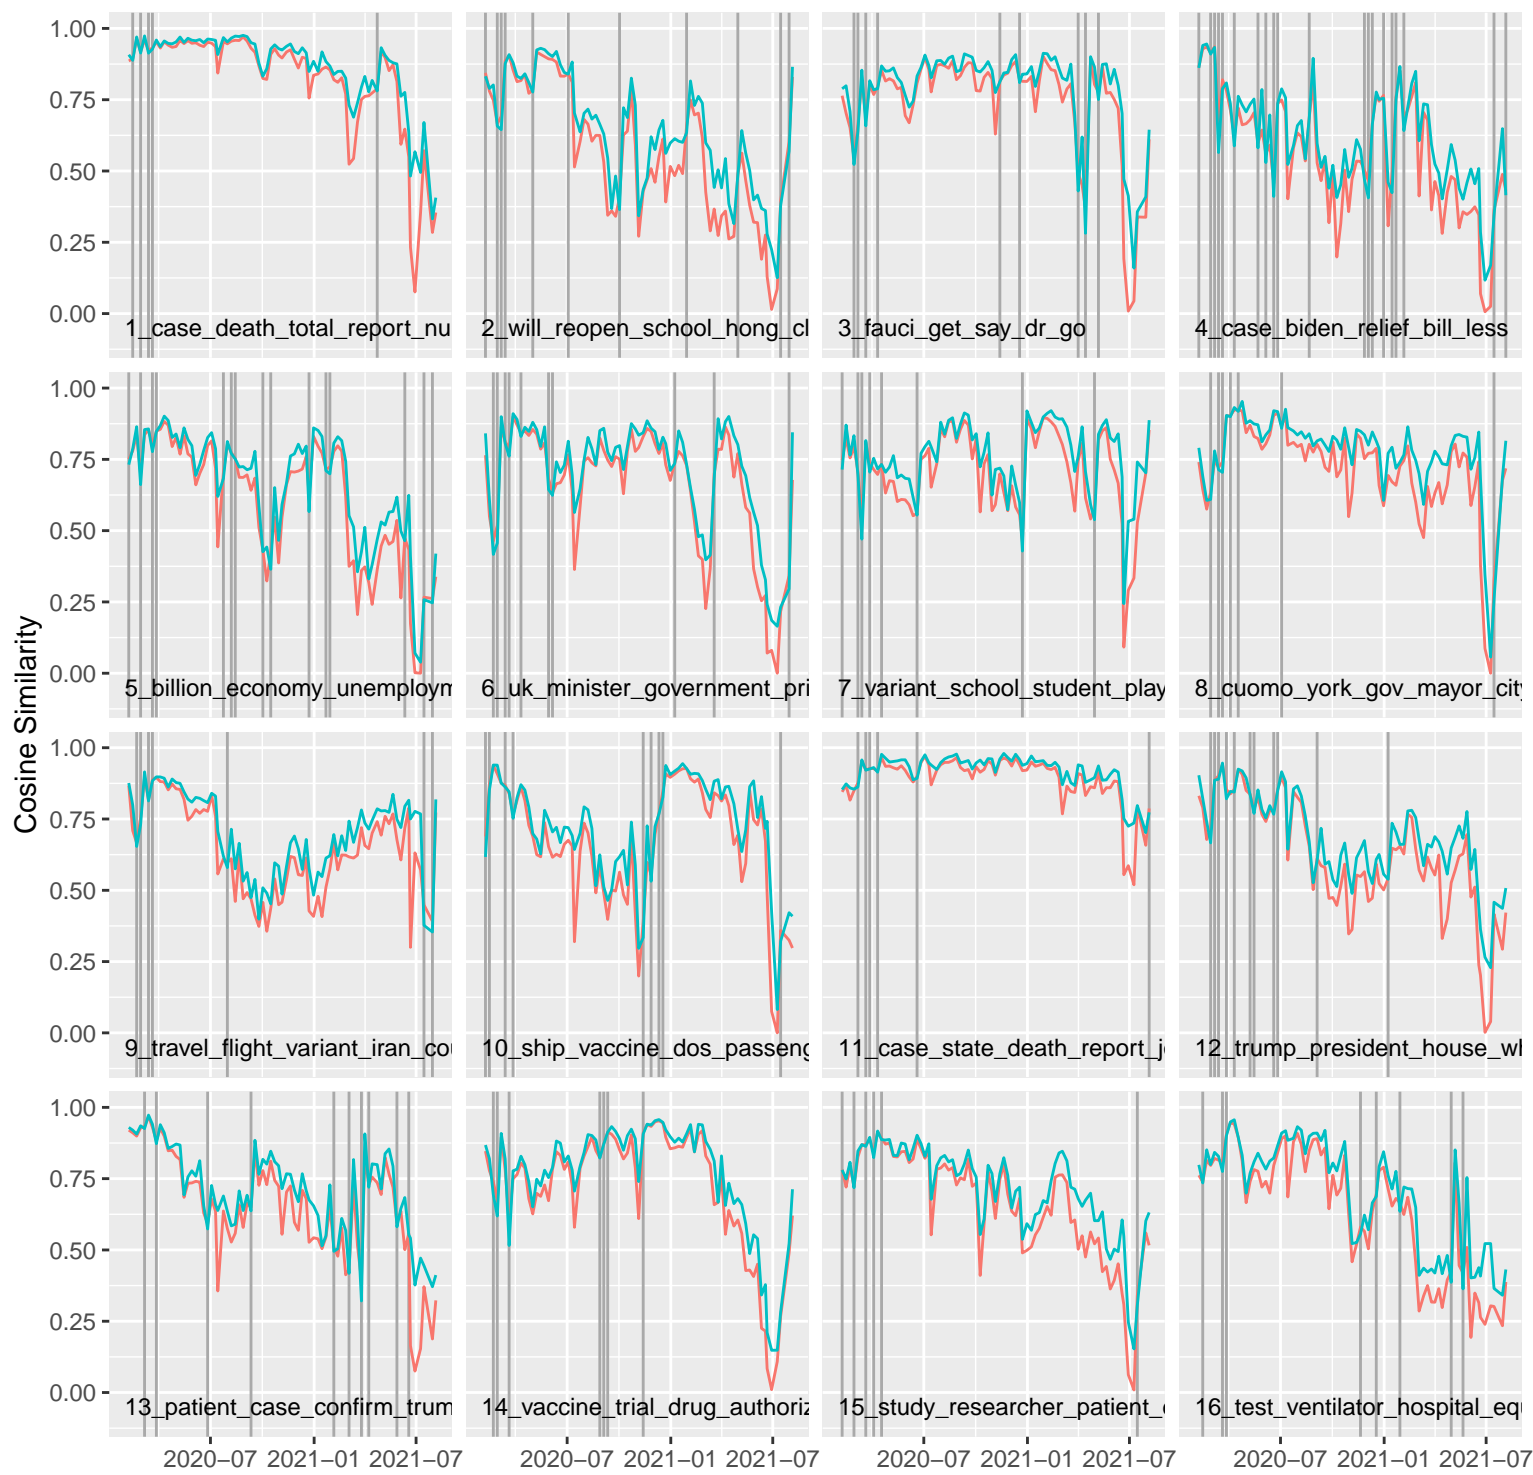 1.00
0.75
0.50
0.25
0.00
1_case_death_total_report_nu
2_will_reopen_school_hong_cl
3_fauci_get_say_dr_go
4_case_biden_relief_bill_less
1.00
0.75
0.50
0.25
0.00
5_billion_economy_unemploym
6_uk_minister_government_pri
7_variant_school_student_play
8_cuomo_york_gov_mayor_city
Cosine Similarity
1.00
0.75
0.50
0.25
0.00
9_travel_flight_variant_iran_cou
10_ship_vaccine_dos_passeng
11_case_state_death_report_j
12_trump_president_house_wh
1.00
0.75
0.50
0.25
0.00
13_patient_case_confirm_trum
14_vaccine_trial_drug_authoriz
15_study_researcher_patient_
16_test_ventilator_hospital_equ
2020−07 2021−01 2021−07 2020−07 2021−01 2021−07 2020−07 2021−01 2021−07 2020−07 2021−01 2021−07